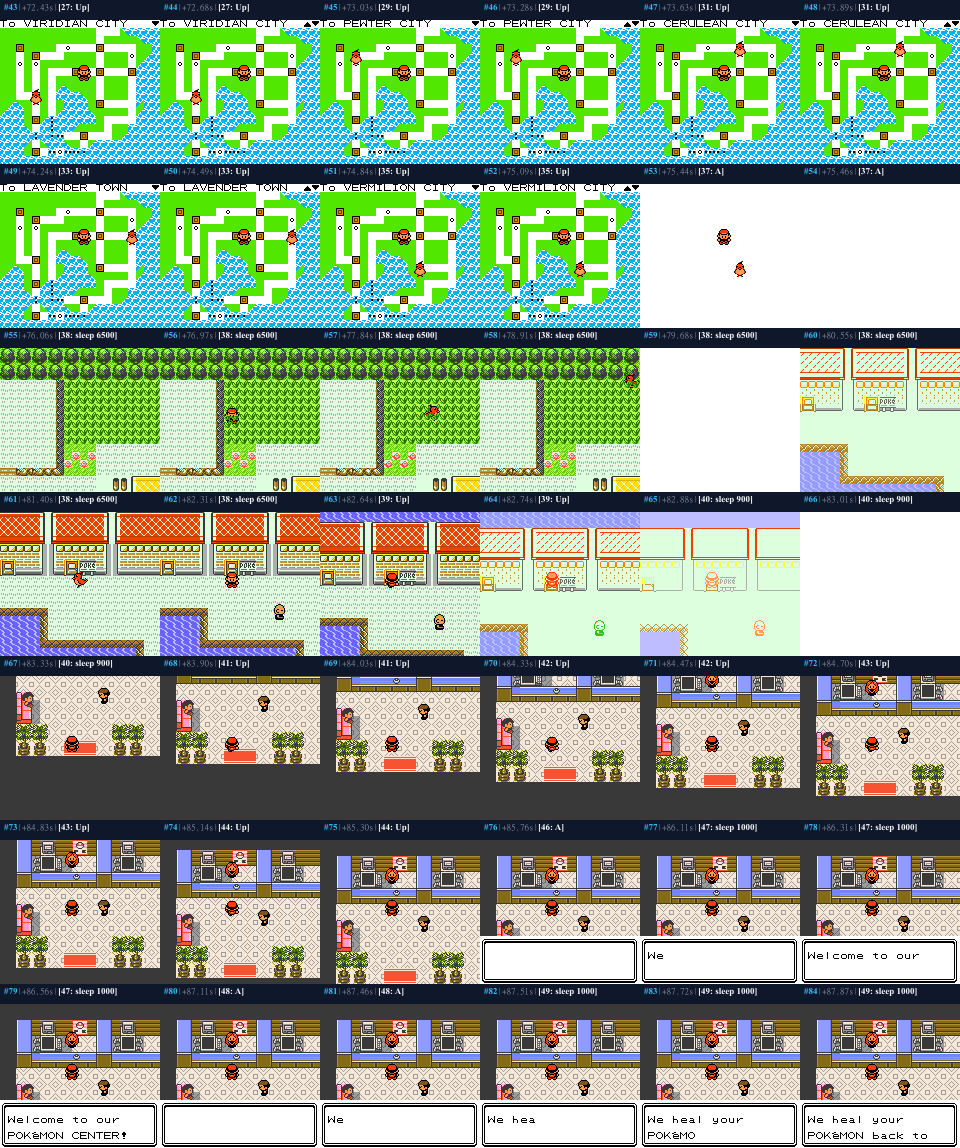 #43|+72.43s|[27: Up] #44|+72.68s|[27: Up] #45|+73.03s|[29: Up] #46|+73.28s|[29: Up] #47|+73.63s|[31: Up] #48|+73.89s|[31: Up]
To VIRIDIAN CITY To VIRIDIAN CITY To PEWTER CITY To PEWTER CITY To CERULEAN CITY To CERULEAN CITY
#49|+74.24s|[33: Up] #50|+74.49s|[33: Up] #51|+74.84s|[35: Up] #52|+75.09s|[35: Up] #53|+75.44s|[37: A] #54|+75.46s|[37: A]
To LAVENDER TOWN To LAVENDER TOWN To VERMILION CITY To VERMILION CITY
#55|+76.06s|[38: sleep 6500] #56|+76.97s|[38: sleep 6500] #57|+77.84s|[38: sleep 6500] #58|+78.91s|[38: sleep 6500] #59|+79.68s|[38: sleep 6500] #60|+80.55s|[38: sleep 6500]
POKé
#61|+81.40s|[38: sleep 6500] #62|+82.31s|[38: sleep 6500] #63|+82.64s|[39: Up] #64|+82.74s|[39: Up] #65|+82.88s|[40: sleep 900] #66|+83.01s|[40: sleep 900]
POKé POKé POKé POKé POKé
#67|+83.33s|[40: sleep 900] #68|+83.90s|[41: Up] #69|+84.03s|[41: Up] #70|+84.33s|[42: Up] #71|+84.47s|[42: Up] #72|+84.70s|[43: Up]
#73|+84.83s|[43: Up] #74|+85.14s|[44: Up] #75|+85.30s|[44: Up] #76|+85.76s|[46: A] #77|+86.11s|[47: sleep 1000] #78|+86.31s|[47: sleep 1000]
We Welcome to our
#79|+86.56s|[47: sleep 1000] #80|+87.11s|[48: A] #81|+87.46s|[48: A] #82|+87.51s|[49: sleep 1000] #83|+87.72s|[49: sleep 1000] #84|+87.87s|[49: sleep 1000]
Welcome to our We We hea We heal your We heal your
POKéMON CENTER! POKéMO POKéMON back to